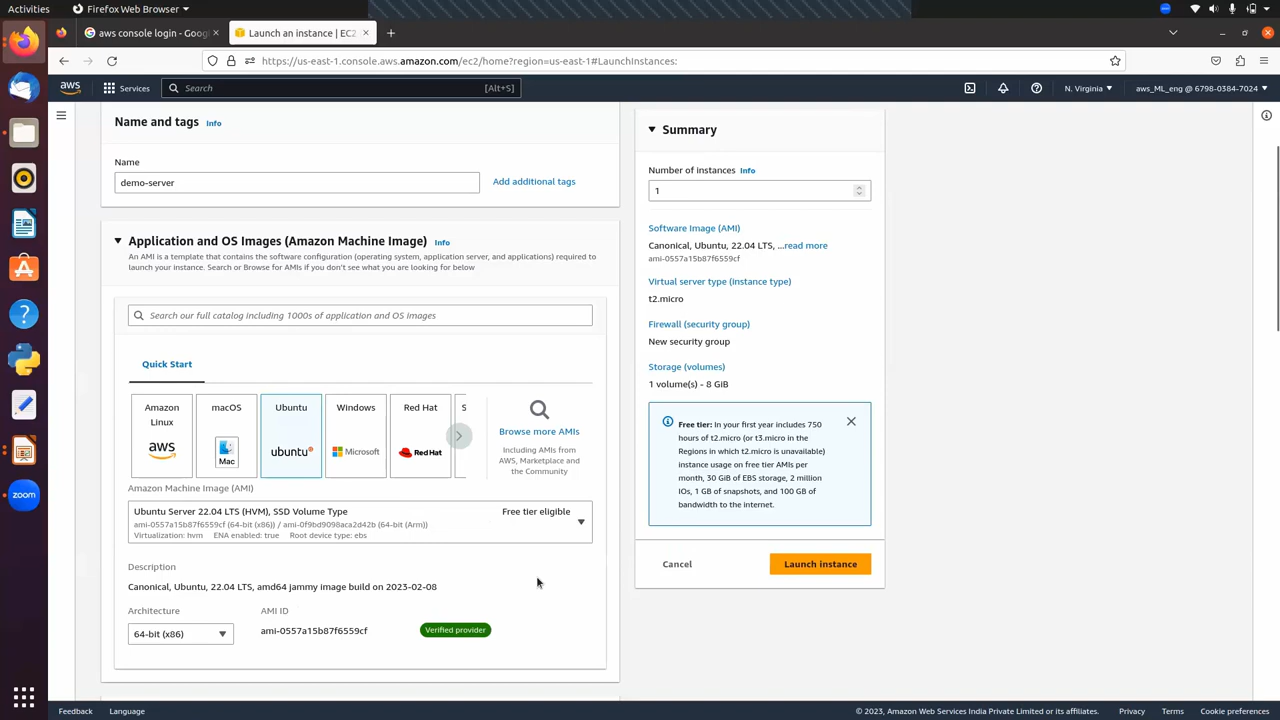 Activities
Firefox Web Browser
aws console login - Goog
Launch an instance | EC2
https://us-east-1.console.aws.amazon.com/ec2/home?region=us-east-1#LaunchInstances:
aws
Services
Search
[Alt+S]
N. Virginia
aws_ML_eng @ 6798-0384-7024
Name and tags Info
Name
demo-server
Add additional tags
Application and OS Images (Amazon Machine Image) Info
An AMI is a template that contains the software configuration (operating system, application server, and applications) required to
launch your instance. Search or Browse for AMIs if you don't see what you are looking for below
Search our full catalog including 1000s of application and OS Images
Quick Start
Amazon
Linux
aws
macOS
Mac
Ubuntu
ubuntu
Windows
Microsoft
Red Hat
Red Hat
S
Browse more AMIs
Including AMIs from
AWS, Marketplace and
the Community
Amazon Machine Image (AMI)
Ubuntu Server 22.04 LTS (HVM), SSD Volume Type
Free tier eligible
ami-0557a15b87f6559cf (64-bit (x86)) / ami-0f9bd9098aca2d42b (64-bit (Arm))
Virtualization: hvm ENA enabled: true Root device type: ebs
Description
Canonical, Ubuntu, 22.04 LTS, amd64 jammy image build on 2023-02-08
Architecture
64-bit (x86)
AMI ID
ami-0557a15b87f6559cf
Verified provider
Summary
Number of instances Info
1
Software Image (AMI)
Canonical, Ubuntu, 22.04 LTS, ...read more
ami-0557a15b87f6559cf
Virtual server type (instance type)
t2.micro
Firewall (security group)
New security group
Storage (volumes)
1 volume(s) - 8 GiB
Free tier: In your first year includes 750
hours of t2.micro (or t3.micro in the
Regions in which t2.micro is unavailable)
instance usage on free tier AMIs per
month, 30 GiB of EBS storage, 2 million
IOs, 1 GB of snapshots, and 100 GB of
bandwidth to the internet.
Cancel
Launch instance
zoom
Feedback
Language
© 2023, Amazon Web Services India Private Limited or its affiliates.
Privacy
Terms
Cookie preferences